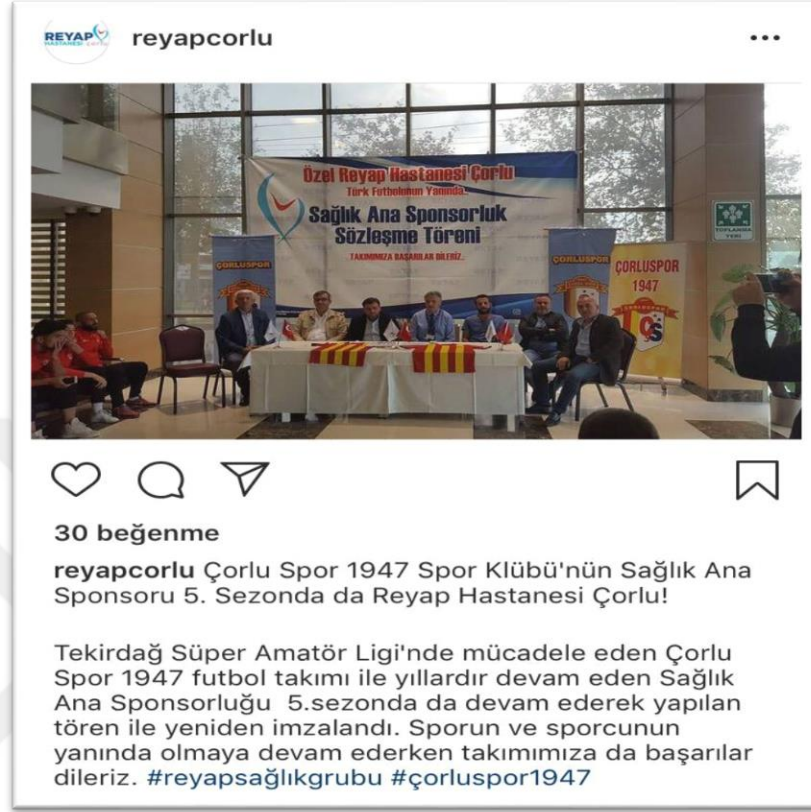 REYAP
HASTANESİ
reyapcorlu
Özel Reyap Hastanesi Çorlu
Türk Futbolunun Yanında..
Sağlık Ana Sponsorluk
Sözleşme Töreni
TAKIMIMIZA BAŞARILAR DİLERİZ..
ÇORLUSPOR
ÇORLUSPOR
ÇORLUSPOR
1947
TOPLANMA
YERİ
30 beğenme
reyapcorlu Çorlu Spor 1947 Spor Klübü'nün Sağlık Ana
Sponsoru 5. Sezonda da Reyap Hastanesi Çorlu!
Tekirdağ Süper Amatör Ligi'nde mücadele eden Çorlu
Spor 1947 futbol takımı ile yıllardır devam eden Sağlık
Ana Sponsorluğu 5.sezonda da devam ederek yapılan
tören ile yeniden imzalandı. Sporun ve sporcunun
yanında olmaya devam ederken takımımıza da başarılar
dileriz. #reyapsağlıkgrubu #çorluspor1947